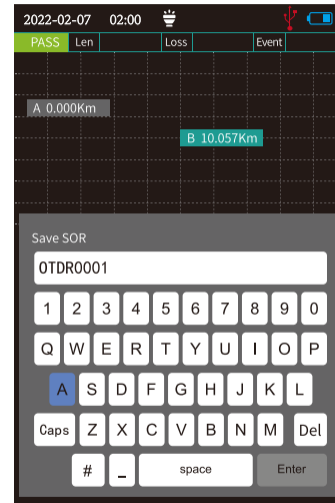 2022-02-07 02:00
PASS Len Loss Event
A 0.000Km
B 10.057Km
Save SOR
OTDR0001
1 2 3 4 5 6 7 8 9 0
Q W E R T Y U I O P
A S D F G H J K L
Caps Z X C V B N M Del
# _ space Enter